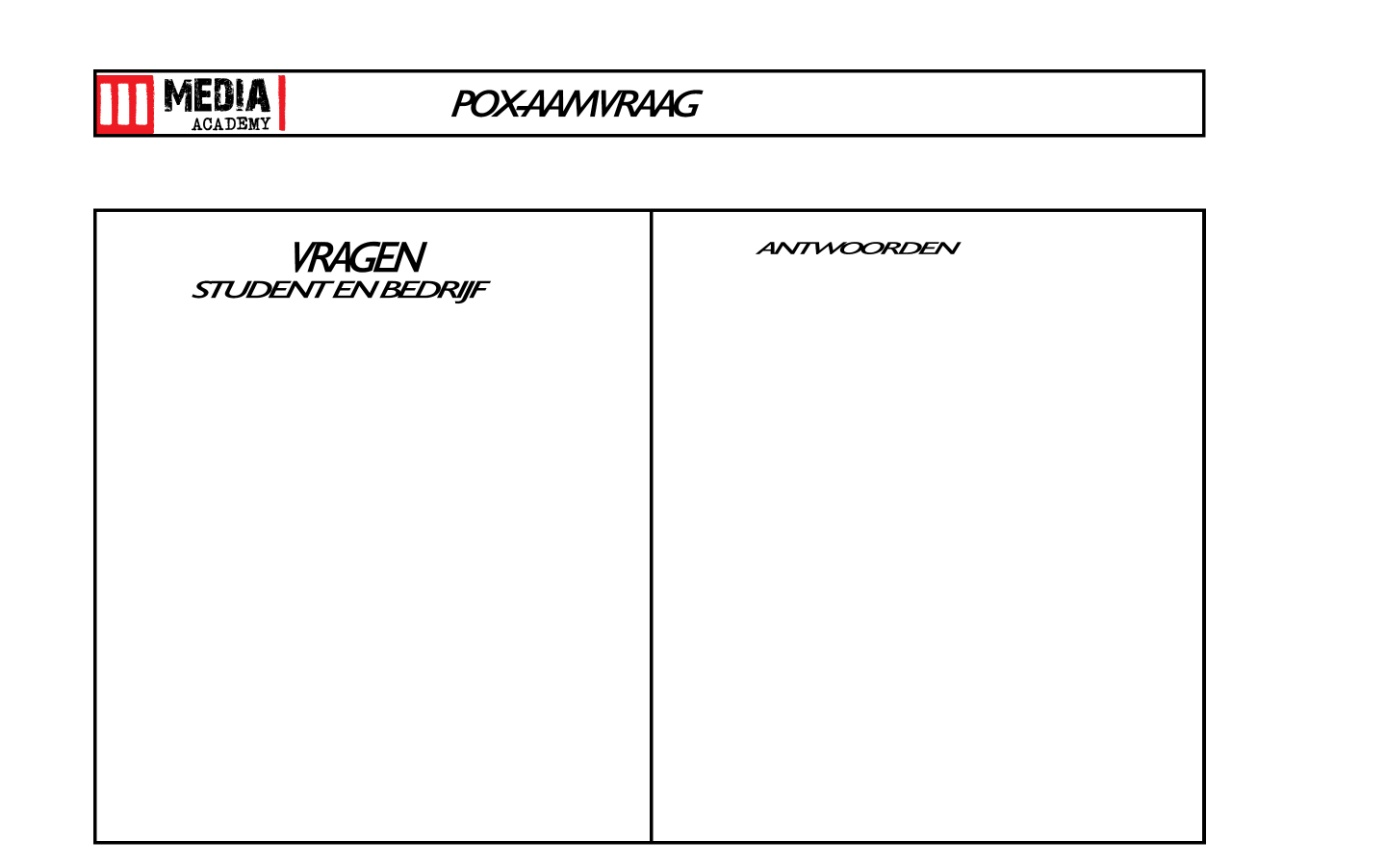 MEDIA
ACADEMY
POX-AAMVRAAG
VRAGEN
STUDENT EN BEDRIJF
ANTWOORDEN